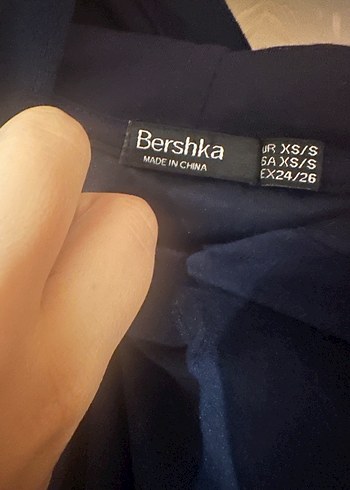 Bershka
MADE IN CHINA
UR XS/S
SA XS/S
EX24/26